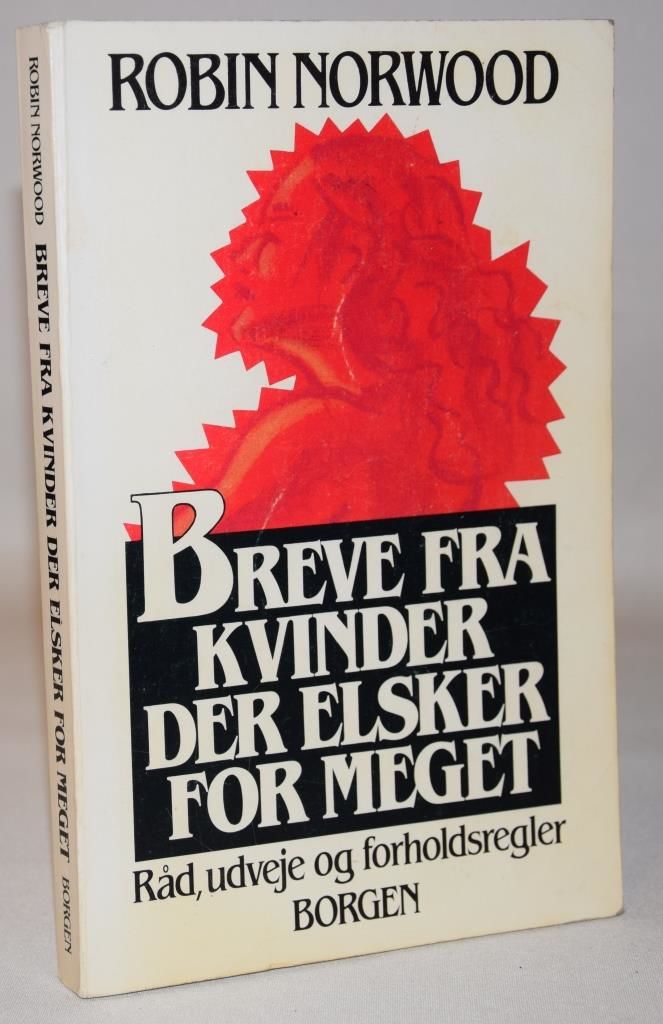 ROBIN NORWOOD
BREVE FRA
KVINDER
DER ELSKER
FOR MEGET
Råd, udveje og forholdsregler
BORGEN
ROBIN NORWOOD BREVE FRA KVINDER DER ELSKER FOR MEGET BORGEN